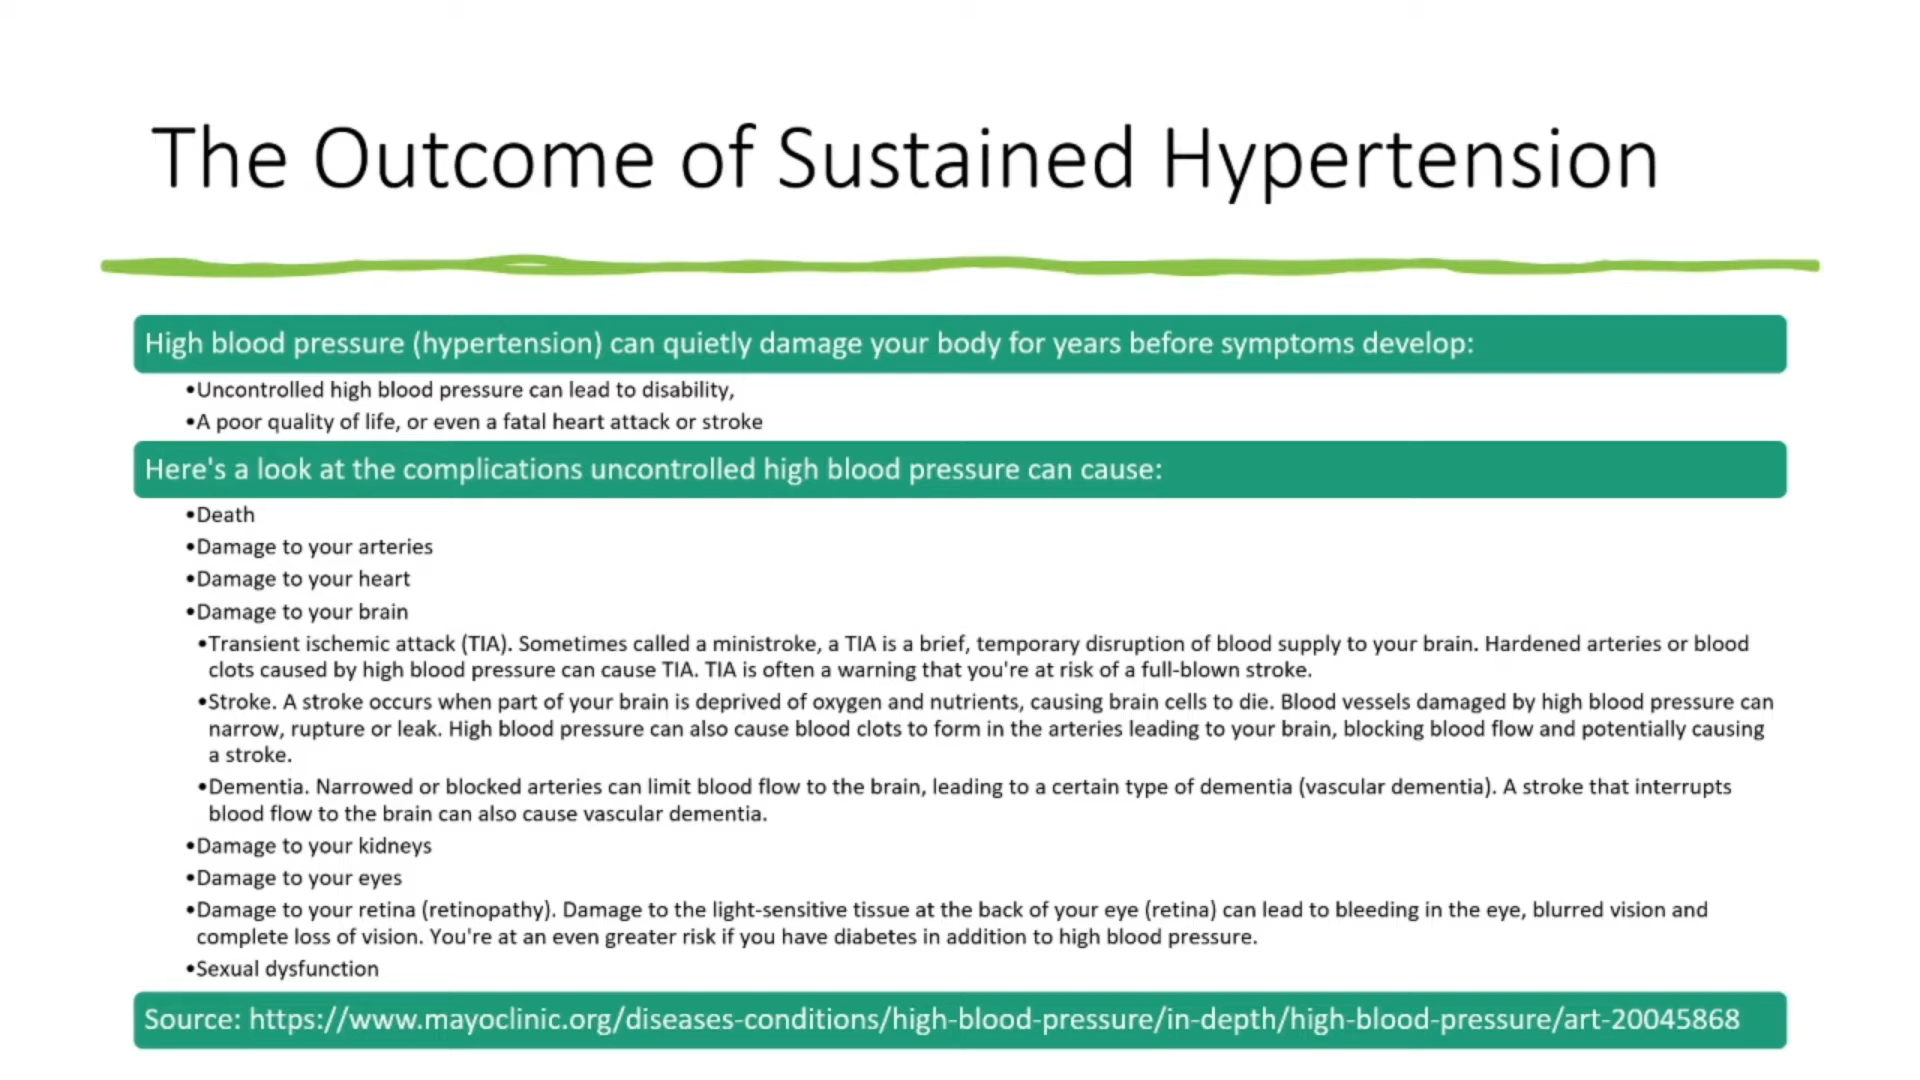 The Outcome of Sustained Hypertension
High blood pressure (hypertension) can quietly damage your body for years before symptoms develop:
•Uncontrolled high blood pressure can lead to disability,
•A poor quality of life, or even a fatal heart attack or stroke
Here's a look at the complications uncontrolled high blood pressure can cause:
•Death
•Damage to your arteries
•Damage to your heart
•Damage to your brain
•Transient ischemic attack (TIA). Sometimes called a ministroke, a TIA is a brief, temporary disruption of blood supply to your brain. Hardened arteries or blood
clots caused by high blood pressure can cause TIA. TIA is often a warning that you're at risk of a full-blown stroke.
•Stroke. A stroke occurs when part of your brain is deprived of oxygen and nutrients, causing brain cells to die. Blood vessels damaged by high blood pressure can
narrow, rupture or leak. High blood pressure can also cause blood clots to form in the arteries leading to your brain, blocking blood flow and potentially causing
a stroke.
•Dementia. Narrowed or blocked arteries can limit blood flow to the brain, leading to a certain type of dementia (vascular dementia). A stroke that interrupts
blood flow to the brain can also cause vascular dementia.
•Damage to your kidneys
•Damage to your eyes
•Damage to your retina (retinopathy). Damage to the light-sensitive tissue at the back of your eye (retina) can lead to bleeding in the eye, blurred vision and
complete loss of vision. You're at an even greater risk if you have diabetes in addition to high blood pressure.
•Sexual dysfunction
Source: https://www.mayoclinic.org/diseases-conditions/high-blood-pressure/in-depth/high-blood-pressure/art-20045868